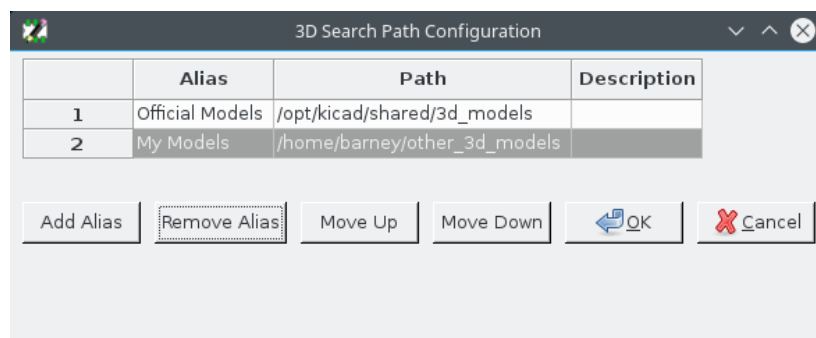 3D Search Path Configuration
Alias Path Description
1 Official Models /opt/kicad/shared/3d_models
2 My Models /home/barney/other_3d_models
Add Alias Remove Alias Move Up Move Down OK Cancel